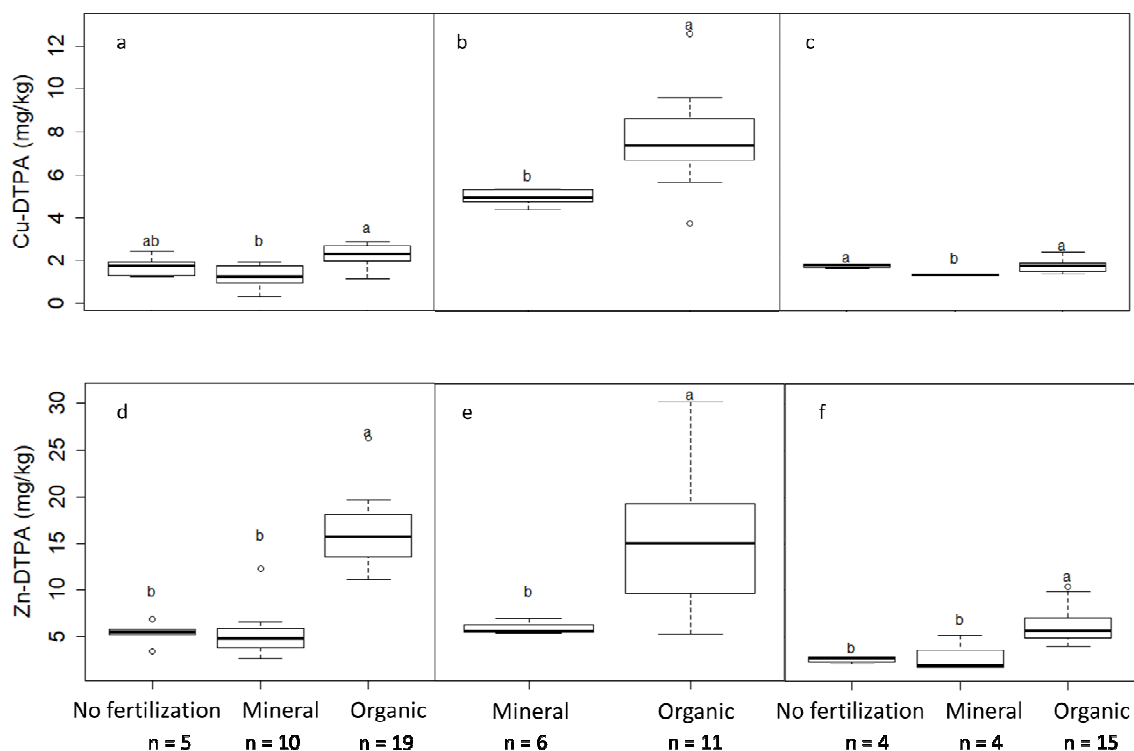 a b c
Cu-DTPA (mg/kg)
12
10
8
6
4
2
0
ab b a
b a
a b a
d e f
Zn-DTPA (mg/kg)
30
25
20
15
10
5
b b a
b a
b b a
No fertilization Mineral Organic Mineral Organic No fertilization Mineral Organic
n = 5 n = 10 n = 19 n = 6 n = 11 n = 4 n = 4 n = 15